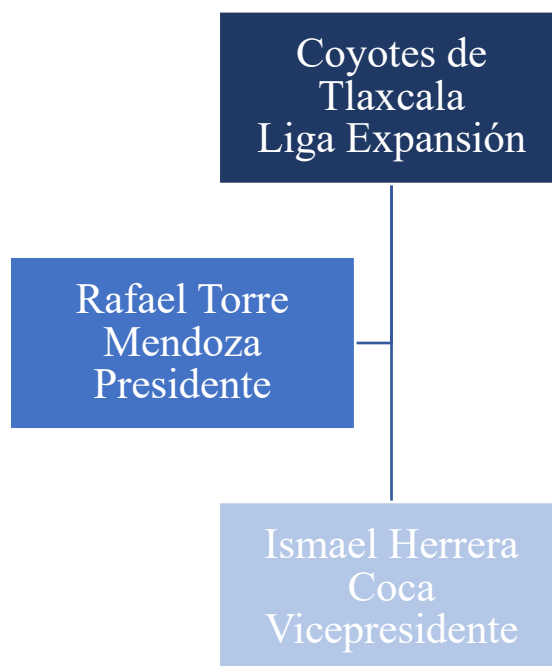 Coyotes de
Tlaxcala
Liga Expansión
Rafael Torre
Mendoza
Presidente
Ismael Herrera
Coca
Vicepresidente